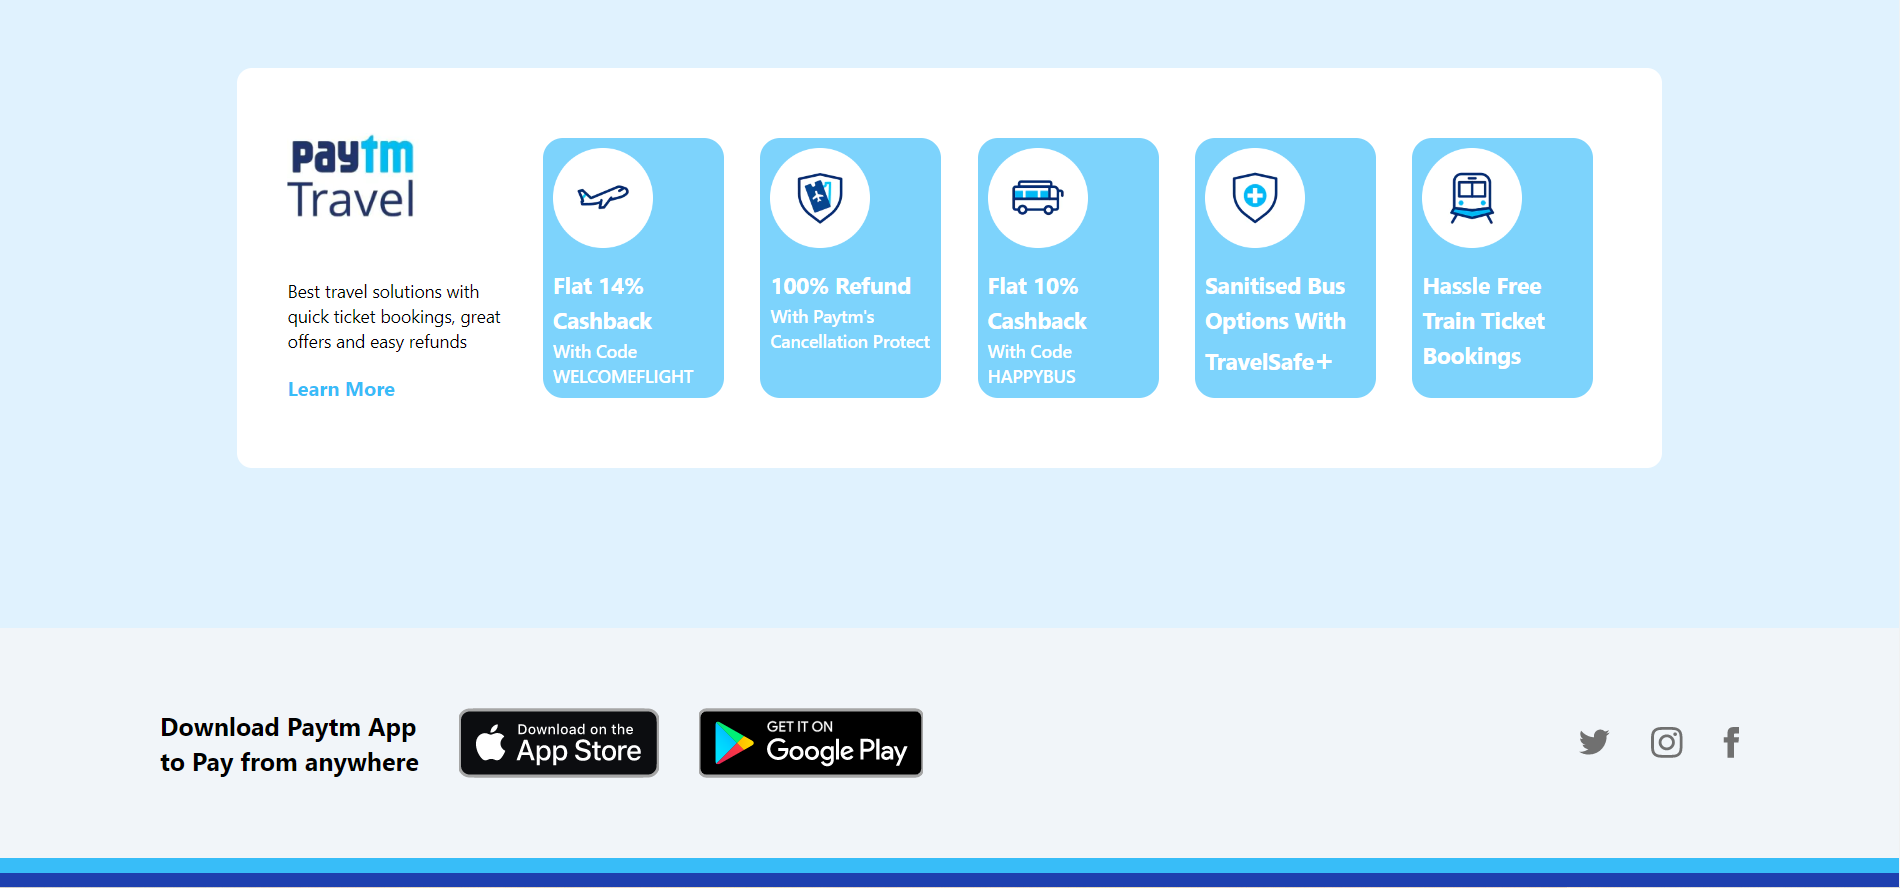 paytm
Travel
Best travel solutions with
quick ticket bookings, great
offers and easy refunds
Learn More
Flat 14%
Cashback
With Code
WELCOMEFLIGHT
100% Refund
With Paytm's
Cancellation Protect
Flat 10%
Cashback
With Code
HAPPYBUS
Sanitised Bus
Options With
TravelSafe+
Hassle Free
Train Ticket
Bookings
Download Paytm App
to Pay from anywhere
Download on the
App Store
GET IT ON
Google Play